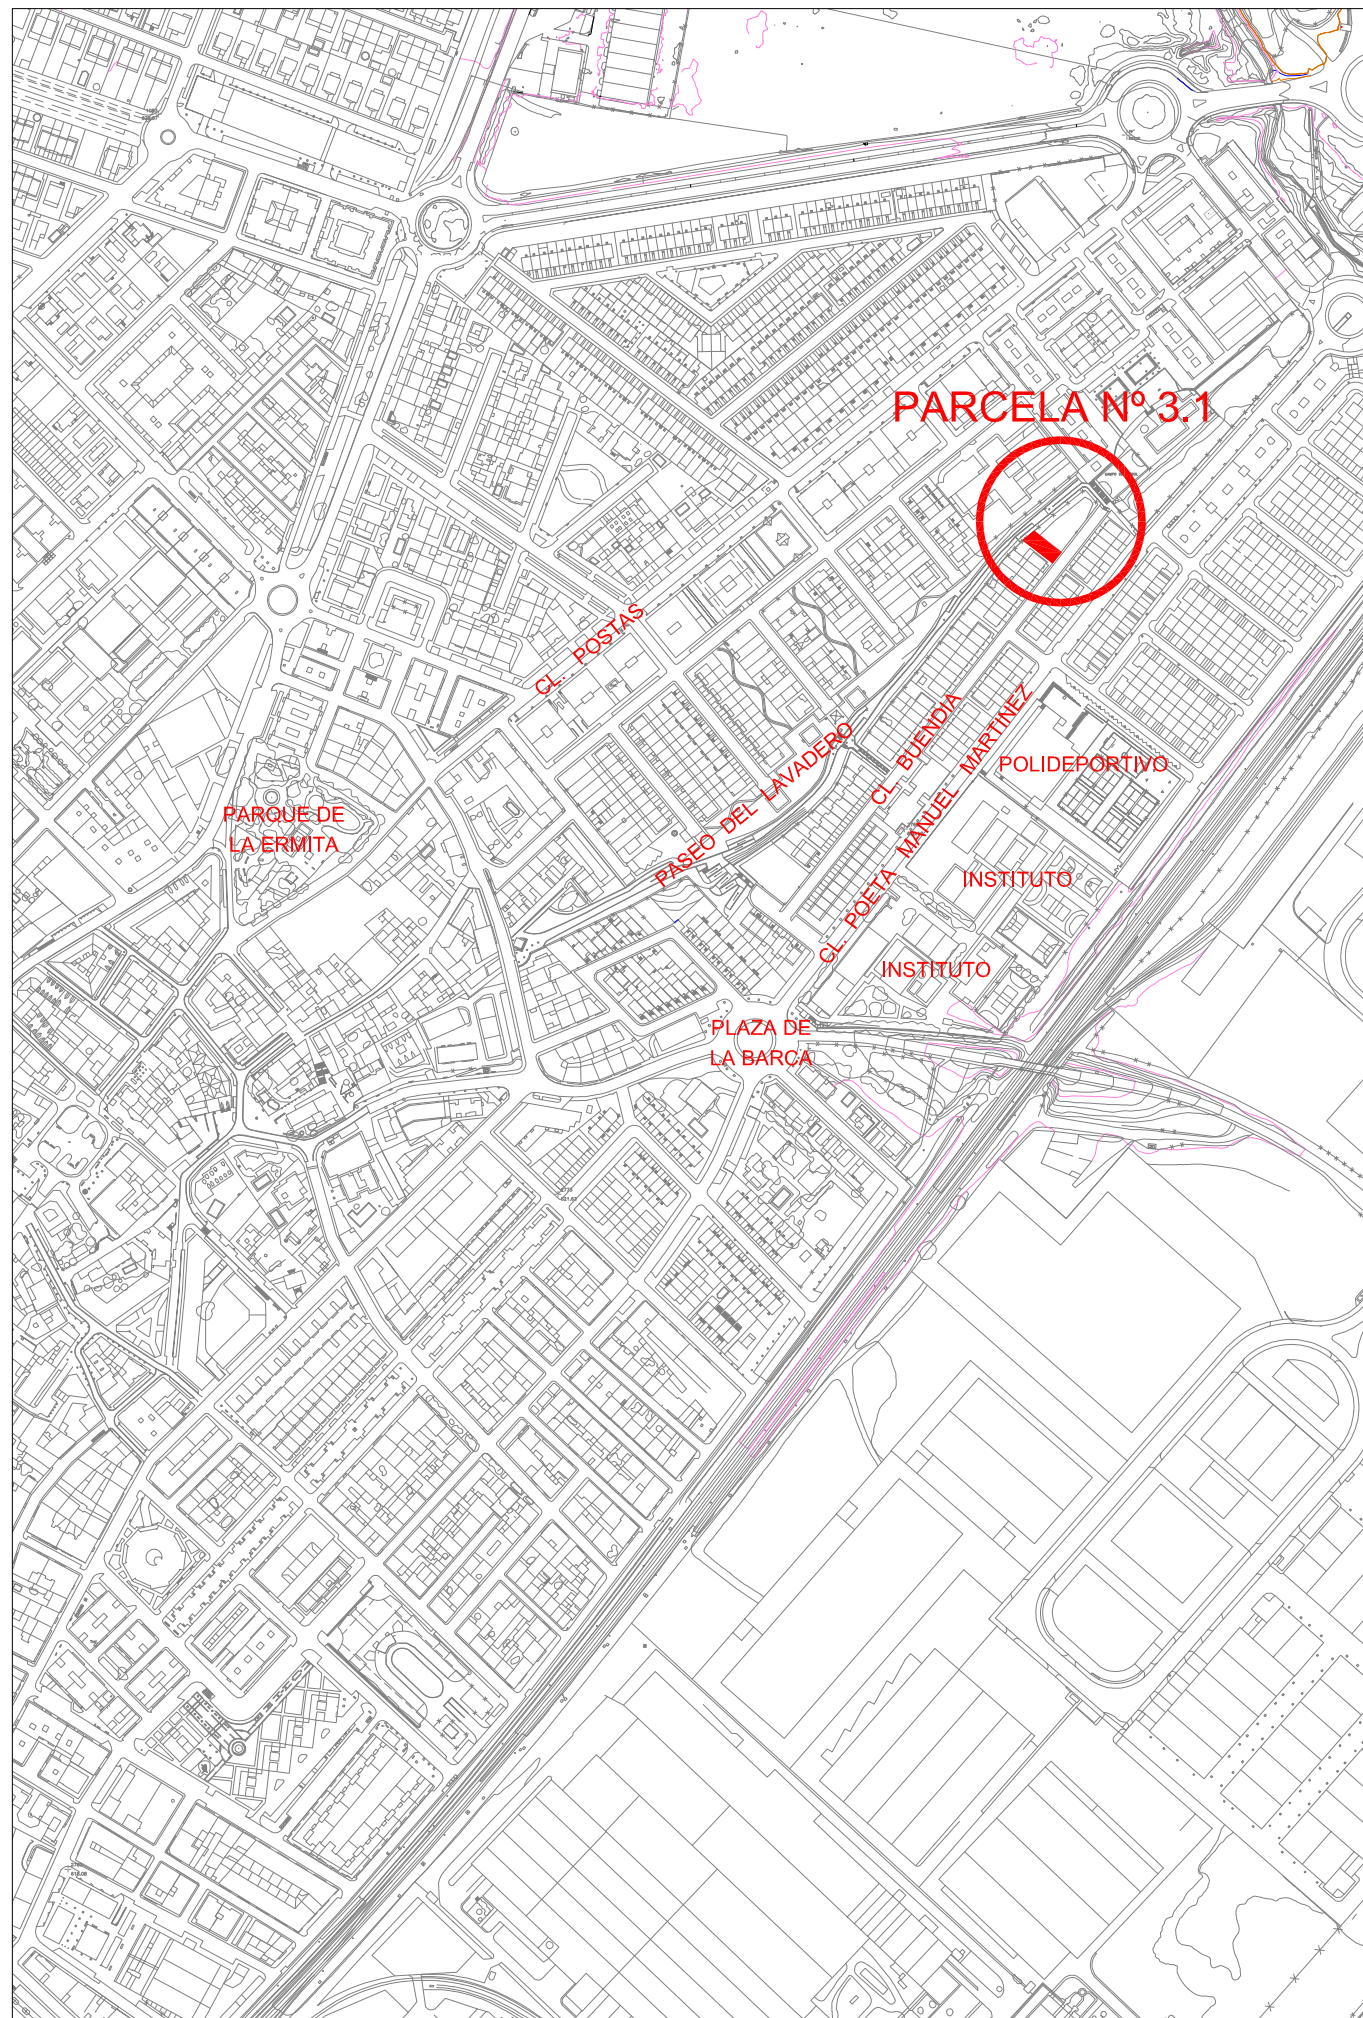 PARCELA Nº 3.1
CL. POSTAS
CL. BUENDIA
PASEO DEL LAVADERO
CL. POETA MANUEL MARTINEZ
POLIDEPORTIVO
PARQUE DE
LA ERMITA
INSTITUTO
INSTITUTO
PLAZA DE
LA BARCA